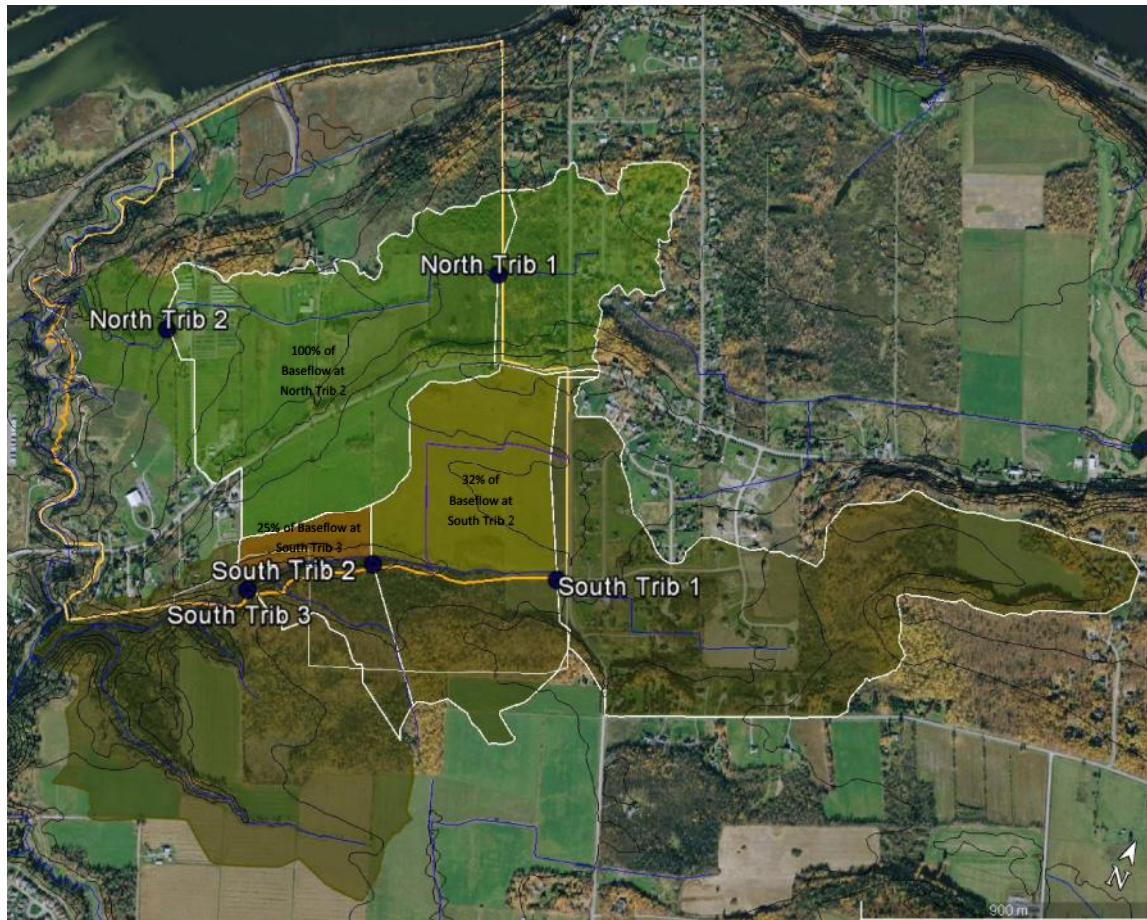 North Trib 1
North Trib 2
100% of
Baseflow at
North Trib 2
32% of
Baseflow at
South Trib 2
25% of Baseflow at
South Trib 3
South Trib 2
South Trib 1
South Trib 3
N
900 m